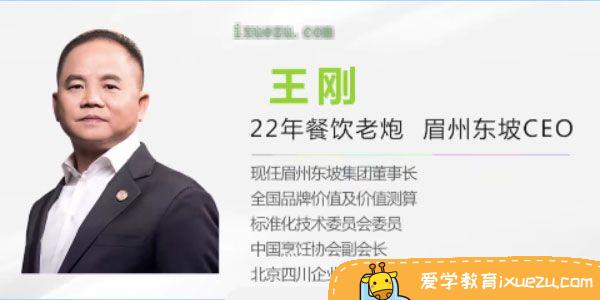 ixuezu.com
王刚
22年餐饮老炮 眉州东坡CEO
现任眉州东坡集团董事长
全国品牌价值及价值测算
标准化技术委员会委员
中国烹饪协会副会长
北京四川企业
爱学教育ixuezu.com